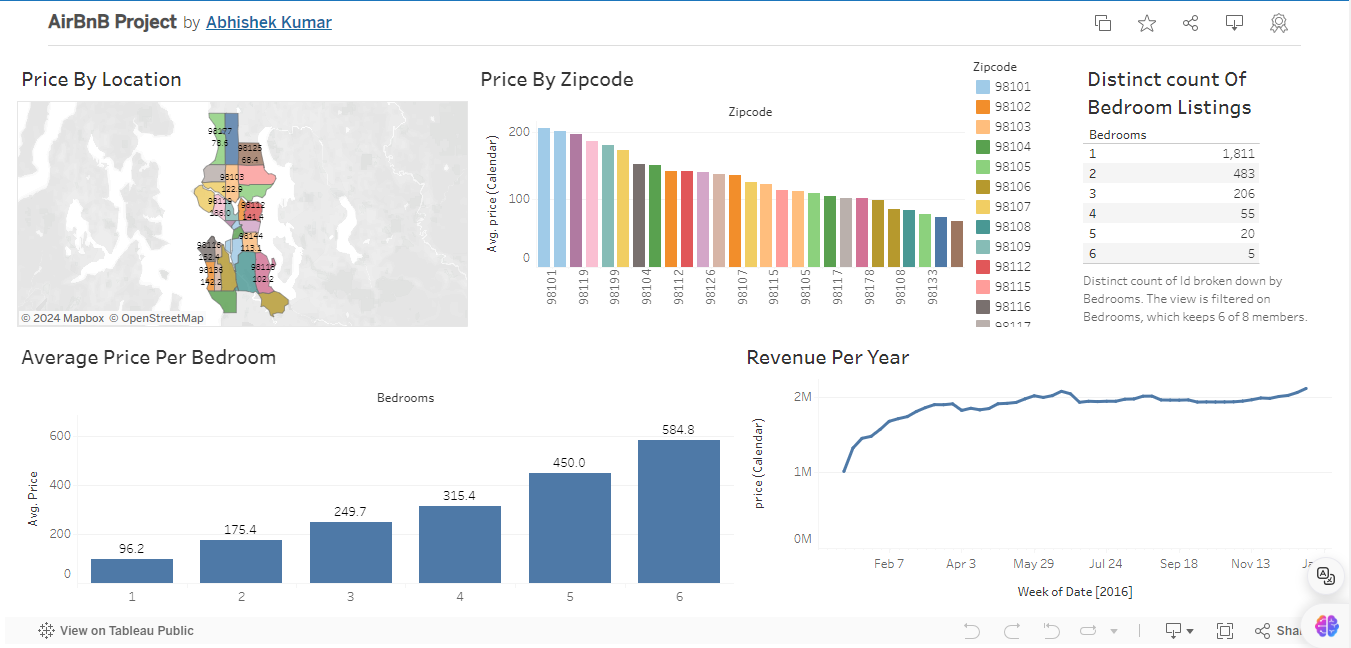 AirBnB Project by Abhishek Kumar
Price By Location
98177
78.6
98125
68.4
98103
122.9
98119
98112
141.4
98144
113.1
98116
152.4
98136
142.2
98118
102.2
© 2024 Mapbox © OpenStreetMap
Price By Zipcode
Zipcode
Avg. price (Calendar)
200
100
0
98101
98119
98199
98104
98112
98126
98107
98115
98105
98117
98178
98108
98133
Zipcode
98101
98102
98103
98104
98105
98106
98107
98108
98109
98112
98115
98116
98117
Distinct count Of
Bedroom Listings
Bedrooms
1 1,811
2 483
3 206
4 55
5 20
6 5
Distinct count of Id broken down by
Bedrooms. The view is filtered on
Bedrooms, which keeps 6 of 8 members.
Average Price Per Bedroom
Bedrooms
Avg. Price
600
400
200
0
96.2
175.4
249.7
315.4
450.0
584.8
1 2 3 4 5 6
Revenue Per Year
price (Calendar)
2M
1M
0M
Feb 7 Apr 3 May 29 Jul 24 Sep 18 Nov 13
Week of Date [2016]
View on Tableau Public